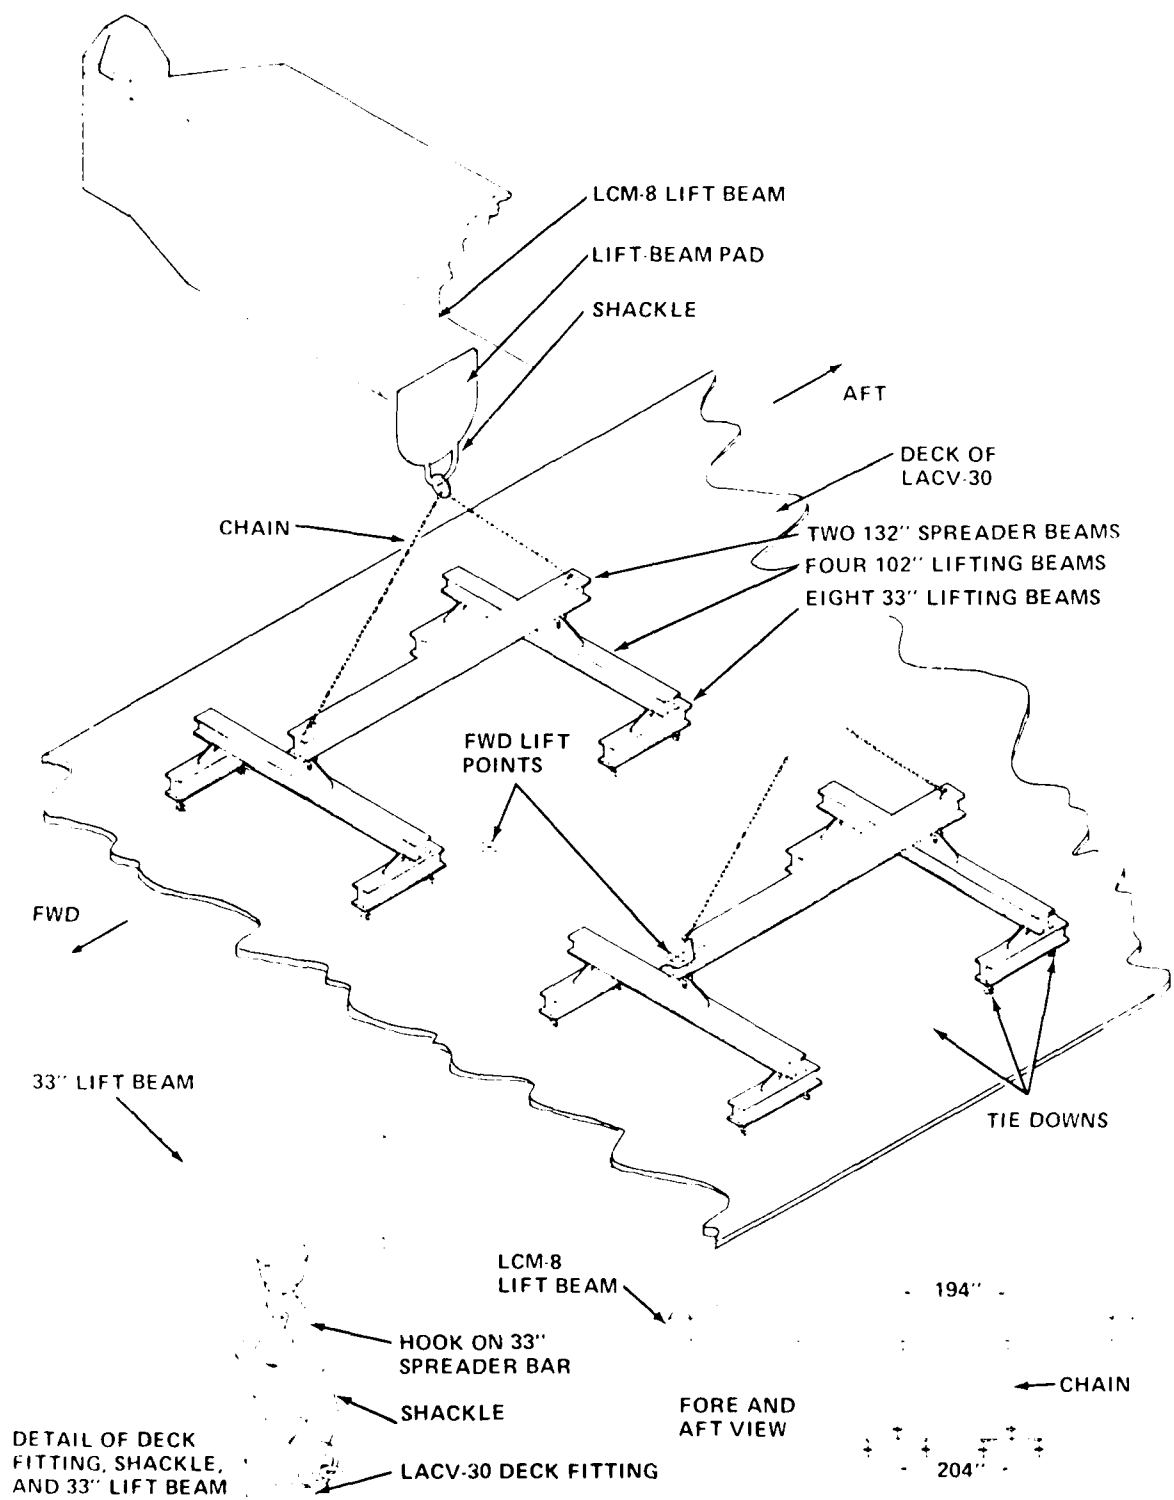 LCM-8 LIFT BEAM
LIFT-BEAM PAD
SHACKLE
AFT
DECK OF
LACV-30
CHAIN
TWO 132" SPREADER BEAMS
FOUR 102" LIFTING BEAMS
EIGHT 33" LIFTING BEAMS
FWD LIFT
POINTS
FWD
33" LIFT BEAM
TIE DOWNS
LCM-8
LIFT BEAM
194"
HOOK ON 33"
SPREADER BAR
CHAIN
SHACKLE
FORE AND
AFT VIEW
DETAIL OF DECK
FITTING, SHACKLE,
AND 33" LIFT BEAM
LACV-30 DECK FITTING
204"